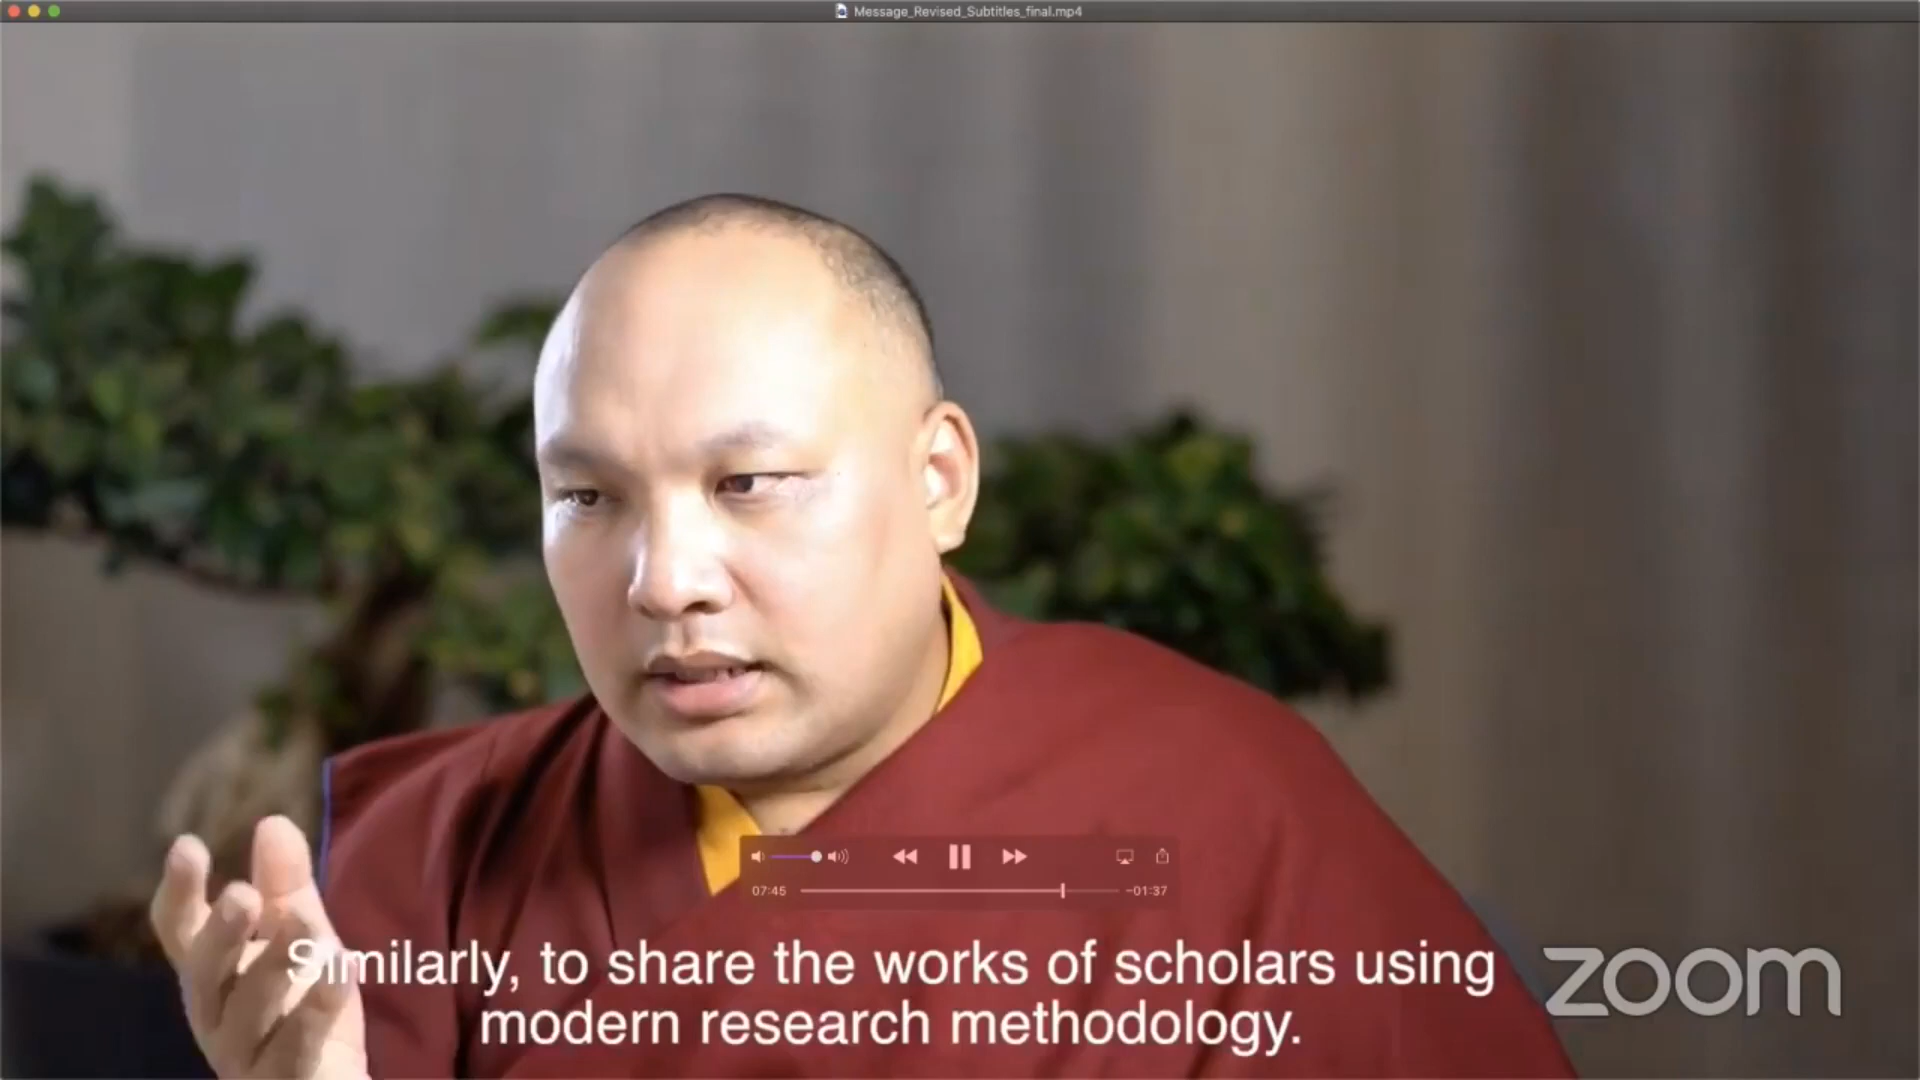 Message_Revised_Subtitles_final.mp4
07:45
-01:37
Similarly, to share the works of scholars using
modern research methodology.
zoom